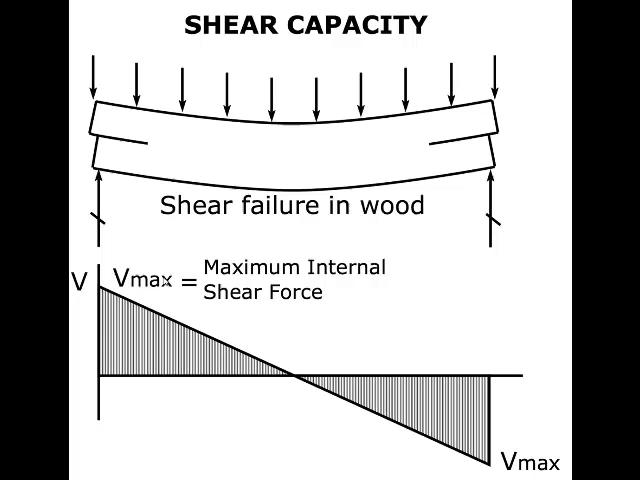 SHEAR CAPACITY
Shear failure in wood
V
Vmax =
Maximum Internal
Shear Force
Vmax